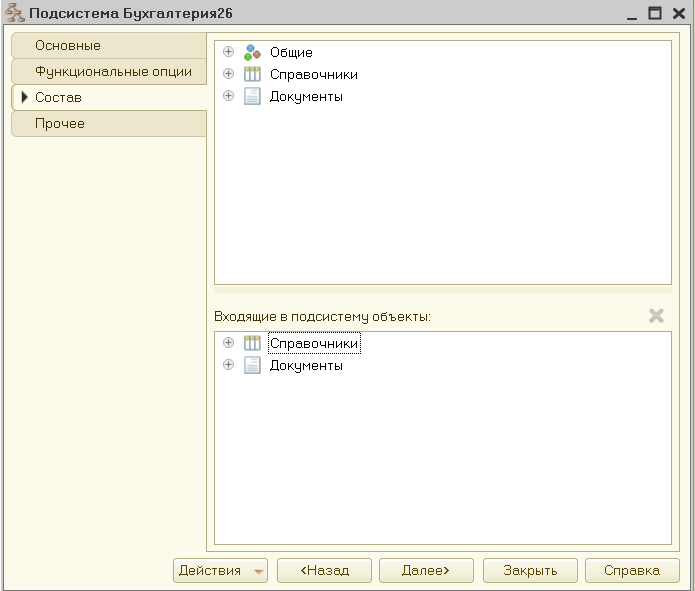 Подсистема Бухгалтерия26
Основные
Функциональные опции
Состав
Прочее
Общие
Справочники
Документы
Входящие в подсистему объекты:
Справочники
Документы
Действия
<Назад
Далее>
Закрыть
Справка